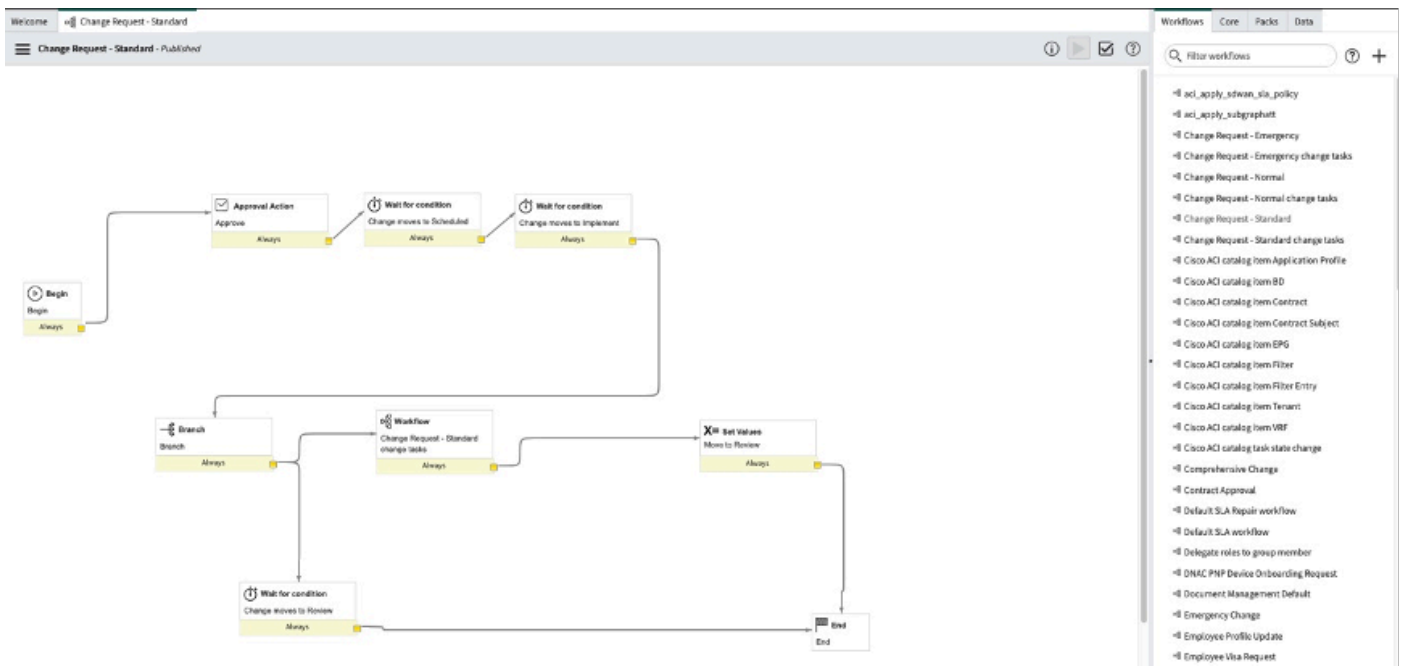 Welcome
Change Request - Standard
Change Request - Standard - Published
Approval Action
Approve
Always
Wait for condition
Change moves to Scheduled
Always
Wait for condition
Change moves to Implement
Always
Begin
Begin
Always
Branch
Branch
Always
Workflow
Change Request - Standard
change tasks
Always
Set Values
Move to Review
Always
Wait for condition
Change moves to Review
Always
End
End
Workflows
Core
Packs
Data
Filter workflows
aci_apply_sdwan_sla_policy
aci_apply_subgraphatt
Change Request - Emergency
Change Request - Emergency change tasks
Change Request - Normal
Change Request - Normal change tasks
Change Request - Standard
Change Request - Standard change tasks
Cisco ACI catalog item Application Profile
Cisco ACI catalog item BD
Cisco ACI catalog item Contract
Cisco ACI catalog item Contract Subject
Cisco ACI catalog item EPG
Cisco ACI catalog item Filter
Cisco ACI catalog item Filter Entry
Cisco ACI catalog item Tenant
Cisco ACI catalog item VRF
Cisco ACI catalog task state change
Comprehensive Change
Contract Approval
Default SLA Repair workflow
Default SLA workflow
Delegate roles to group member
DNAC PNP Device Onboarding Request
Document Management Default
Emergency Change
Employee Profile Update
Employee Visa Request